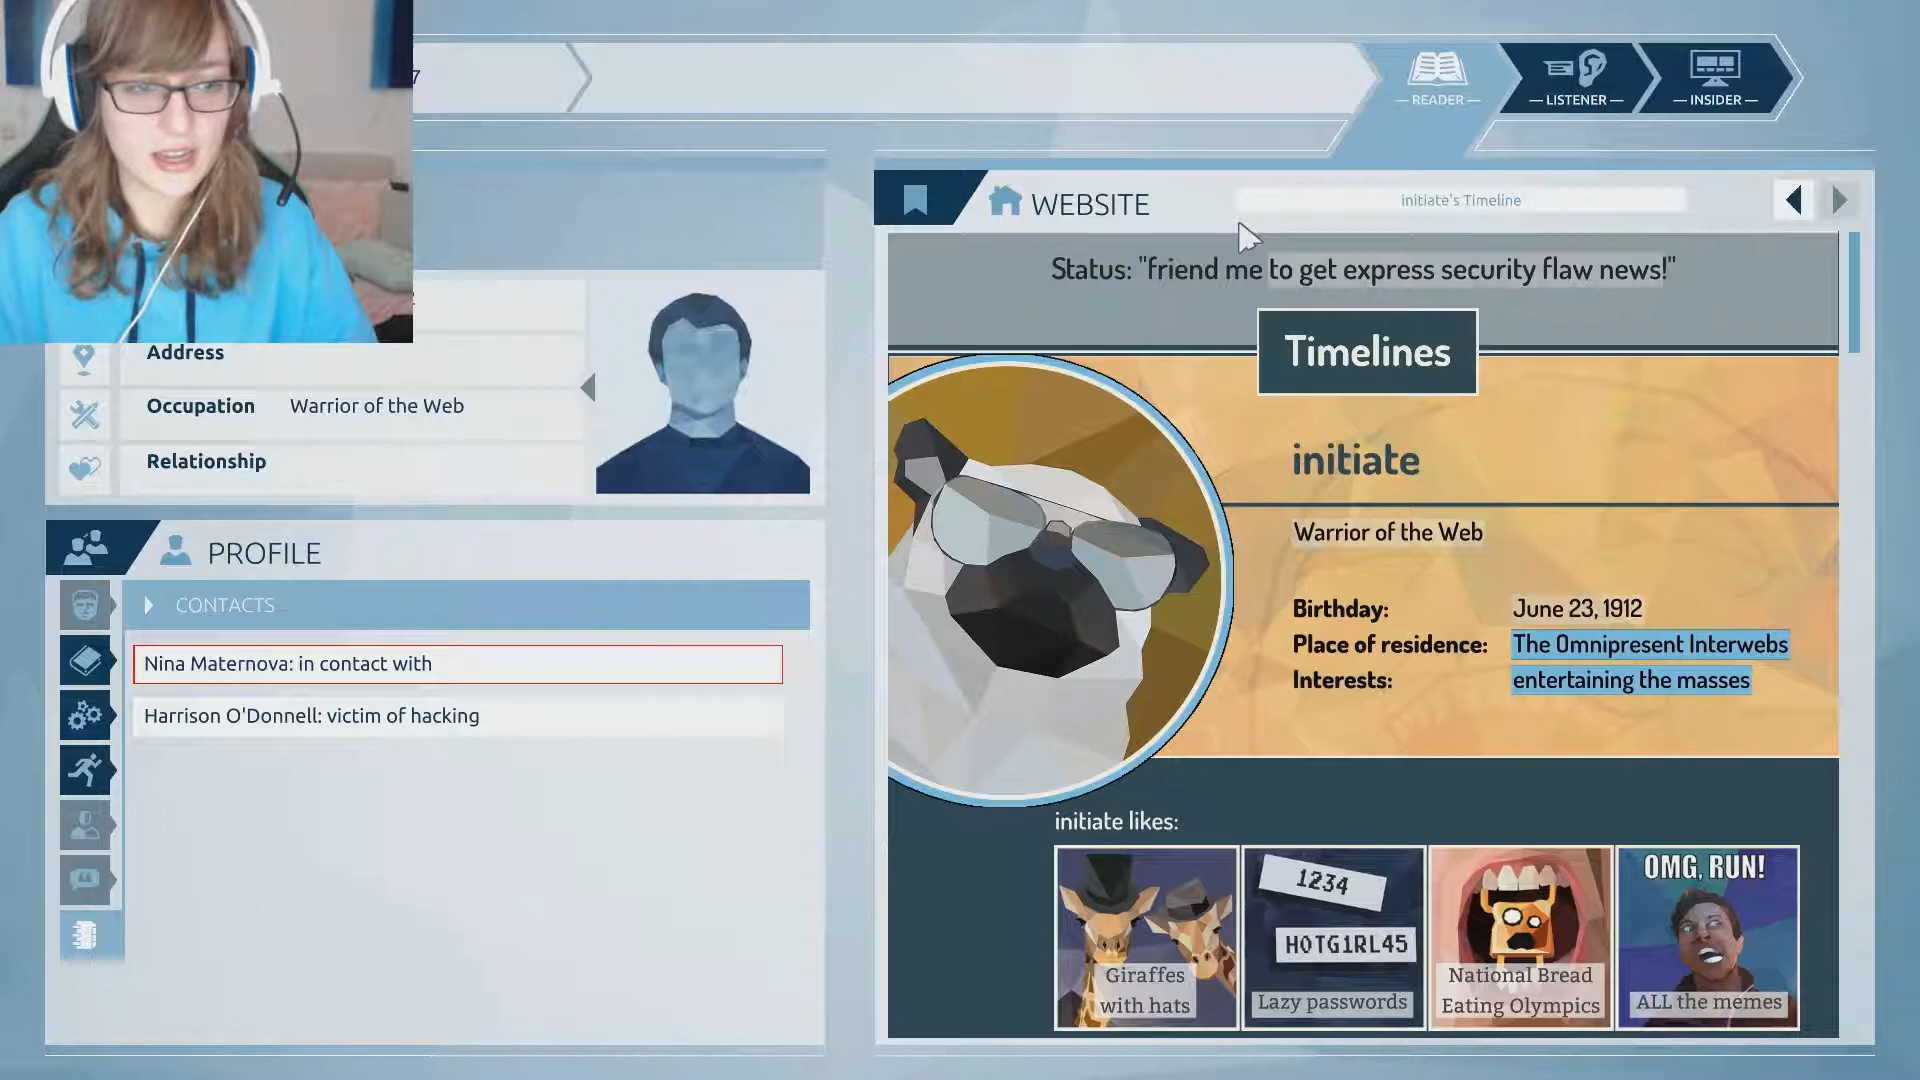 7
READER
LISTENER
INSIDER
WEBSITE
initiate's Timeline
Status: "friend me to get express security flaw news!"
Timelines
initiate
Warrior of the Web
Birthday: June 23, 1912
Place of residence: The Omnipresent Interwebs
Interests: entertaining the masses
initiate likes:
Giraffes
with hats
1234
HOTG1RL45
Lazy passwords
National Bread
Eating Olympics
OMG, RUN!
ALL the memes
Address
Occupation Warrior of the Web
Relationship
PROFILE
CONTACTS
Nina Maternova: in contact with
Harrison O'Donnell: victim of hacking